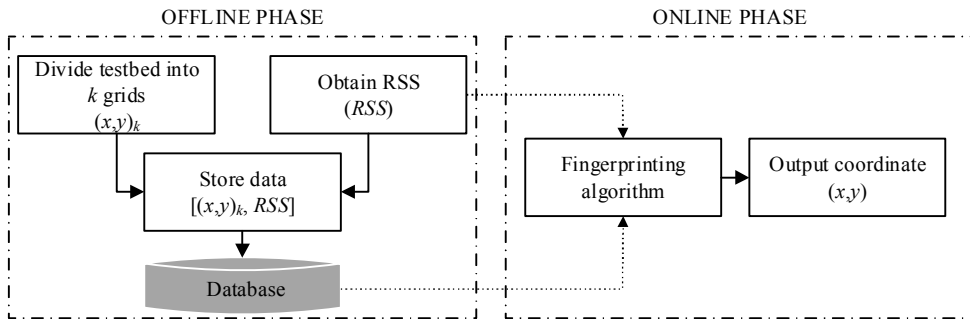 OFFLINE PHASE
ONLINE PHASE
Divide testbed into
k grids
(x,y)k
Obtain RSS
(RSS)
Store data
[(x,y)k, RSS]
Database
Fingerprinting
algorithm
Output coordinate
(x,y)